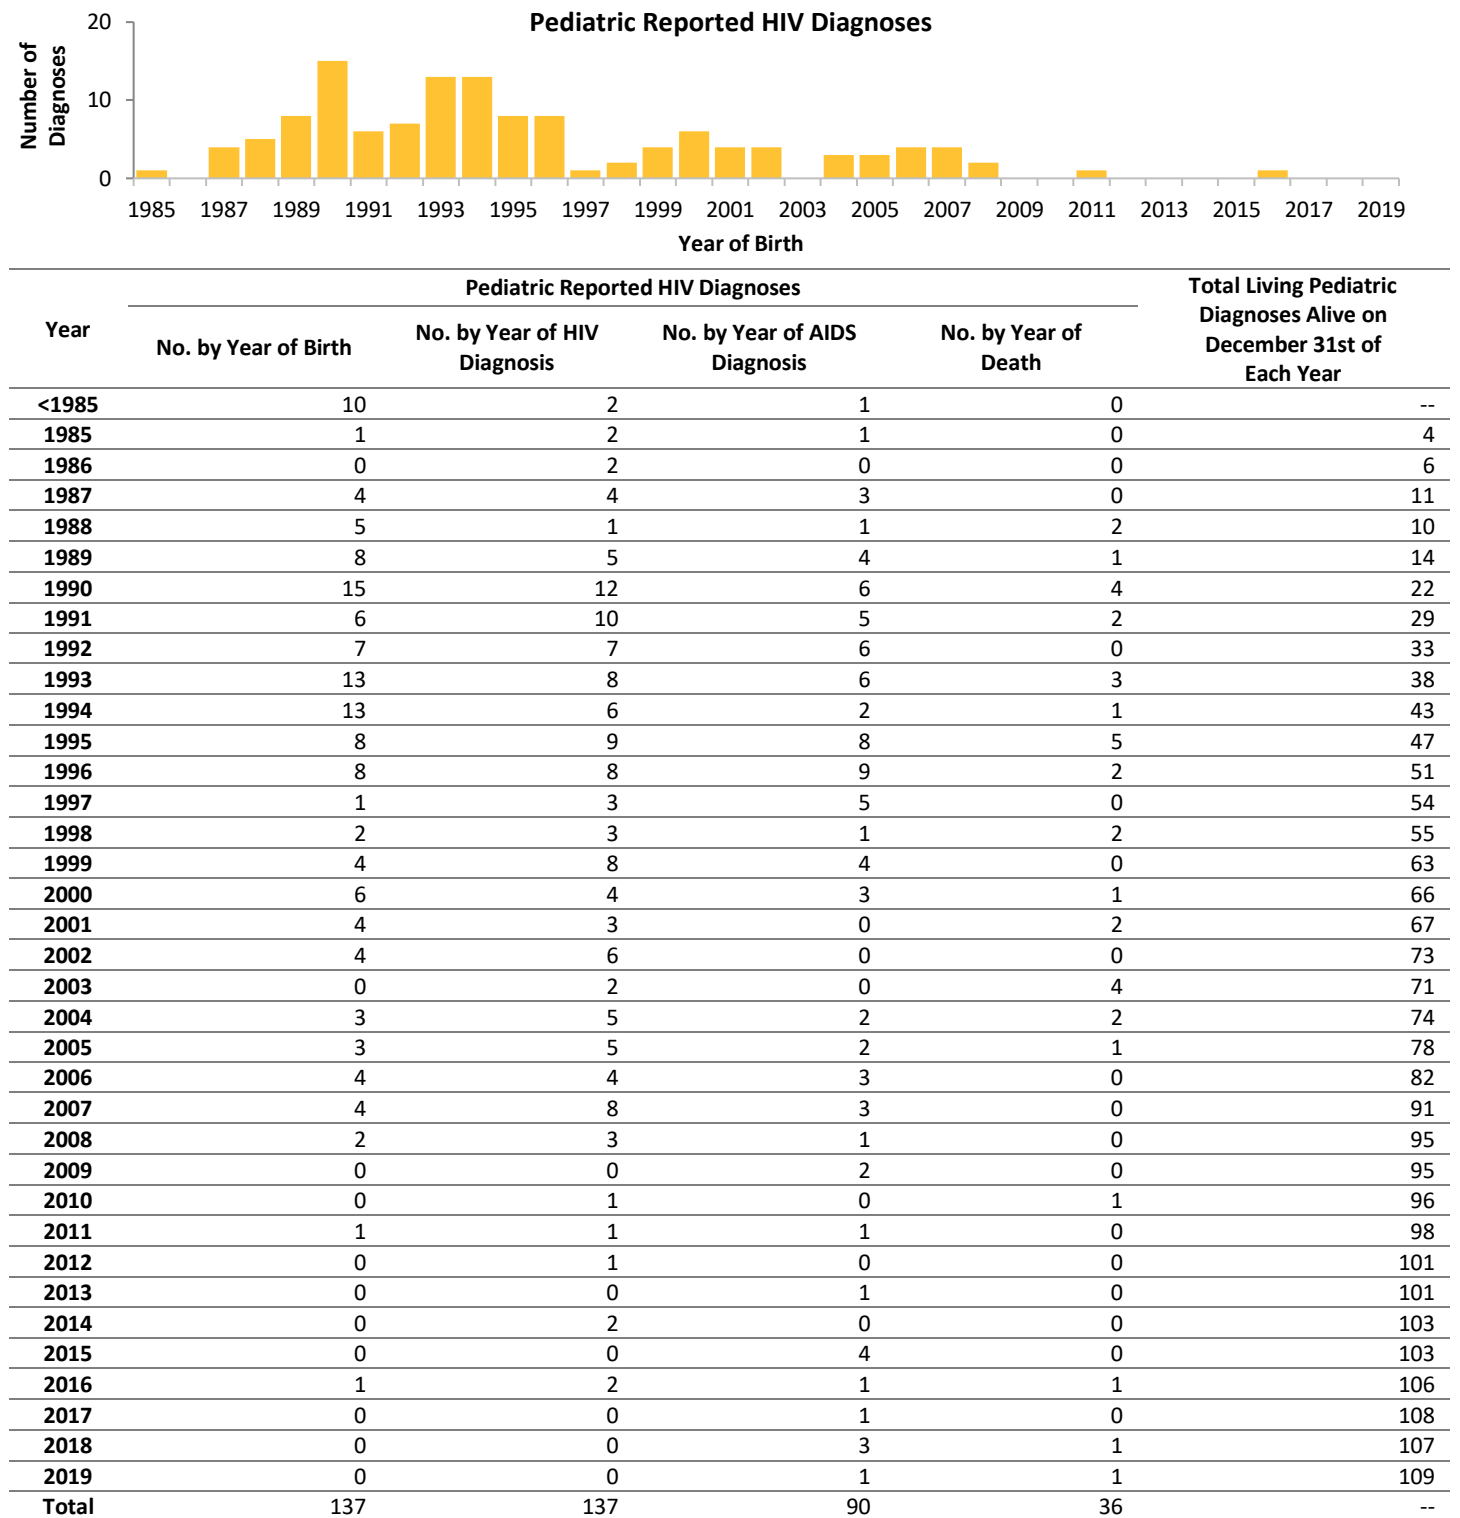 Pediatric Reported HIV Diagnoses
Number of
Diagnoses
20
10
0
1985 1987 1989 1991 1993 1995 1997 1999 2001 2003 2005 2007 2009 2011 2013 2015 2017 2019
Year of Birth
Pediatric Reported HIV Diagnoses
Total Living Pediatric
Diagnoses Alive on
December 31st of
Each Year
Year
No. by Year of Birth
No. by Year of HIV
Diagnosis
No. by Year of AIDS
Diagnosis
No. by Year of
Death
<1985 10 2 1 0 --
1985 1 2 1 0 4
1986 0 2 0 0 6
1987 4 4 3 0 11
1988 5 1 1 2 10
1989 8 5 4 1 14
1990 15 12 6 4 22
1991 6 10 5 2 29
1992 7 7 6 0 33
1993 13 8 6 3 38
1994 13 6 2 1 43
1995 8 9 8 5 47
1996 8 8 9 2 51
1997 1 3 5 0 54
1998 2 3 1 2 55
1999 4 8 4 0 63
2000 6 4 3 1 66
2001 4 3 0 2 67
2002 4 6 0 0 73
2003 0 2 0 4 71
2004 3 5 2 2 74
2005 3 5 2 1 78
2006 4 4 3 0 82
2007 4 8 3 0 91
2008 2 3 1 0 95
2009 0 0 2 0 95
2010 0 1 0 1 96
2011 1 1 1 0 98
2012 0 1 0 0 101
2013 0 0 1 0 101
2014 0 2 0 0 103
2015 0 0 4 0 103
2016 1 2 1 1 106
2017 0 0 1 0 108
2018 0 0 3 1 107
2019 0 0 1 1 109
Total 137 137 90 36 --